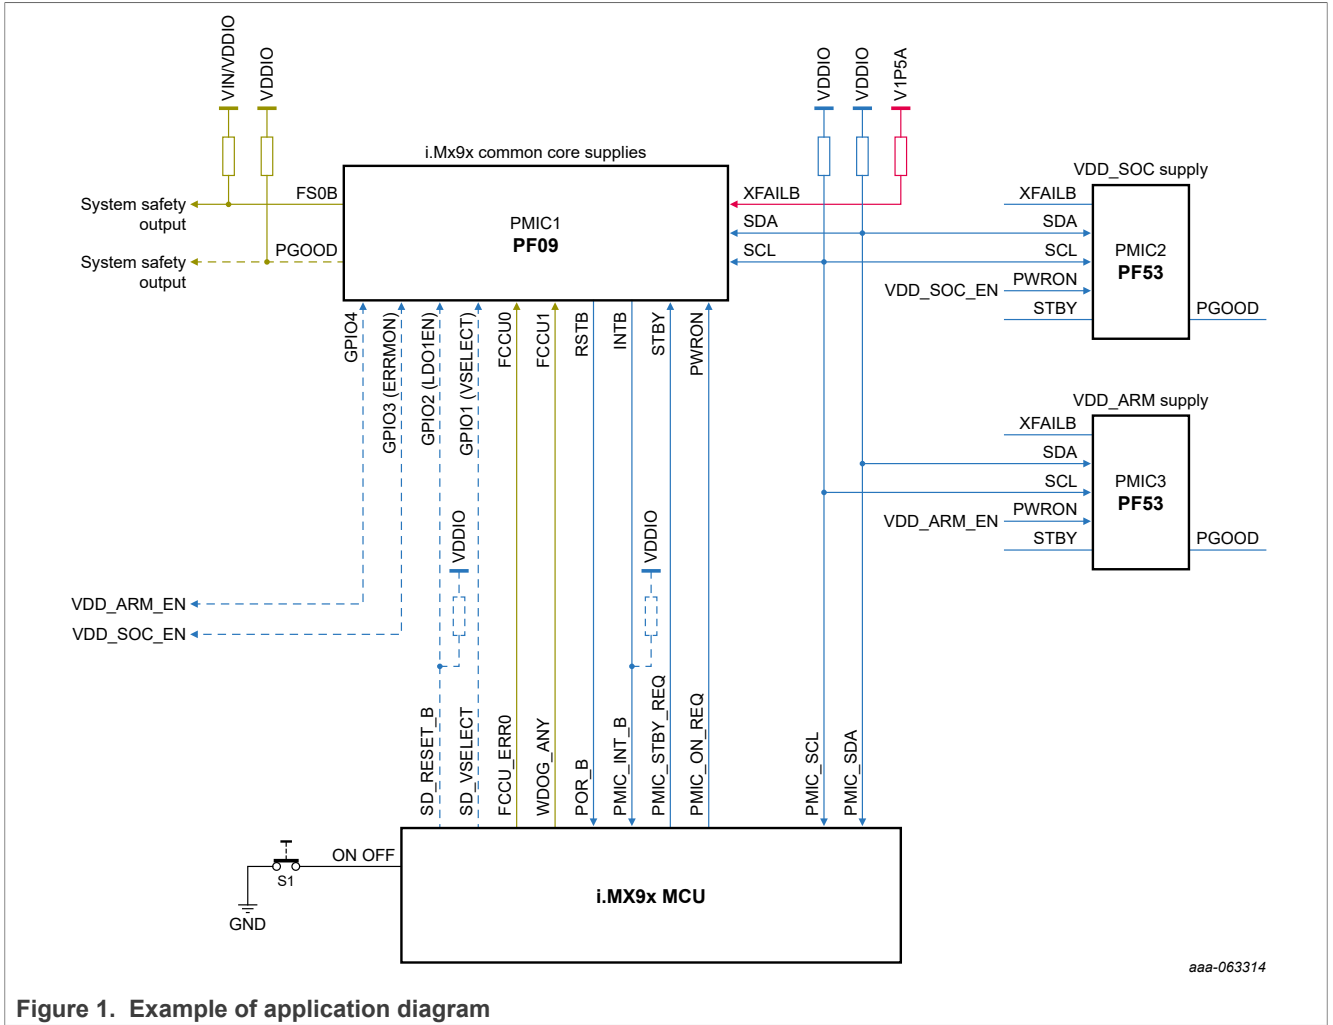 VIN/VDDIO
VDDIO
VDDIO
VDDIO
V1P5A
i.Mx9x common core supplies
VDD_SOC supply
System safety
output
FS0B
System safety
output
PGOOD
PMIC1
PF09
XFAILB
SDA
SCL
XFAILB
SDA
SCL
VDD_SOC_EN
PWRON
STBY
PMIC2
PF53
PGOOD
GPIO4
GPIO3 (ERRMON)
GPIO2 (LDO1EN)
GPIO1 (VSELECT)
FCCU0
FCCU1
RSTB
INTB
STBY
PWRON
VDD_ARM supply
XFAILB
SDA
SCL
VDD_ARM_EN
PWRON
STBY
PMIC3
PF53
PGOOD
VDDIO
VDDIO
VDD_ARM_EN
VDD_SOC_EN
SD_RESET_B
SD_VSELECT
FCCU_ERR0
WDOG_ANY
POR_B
PMIC_INT_B
PMIC_STBY_REQ
PMIC_ON_REQ
PMIC_SCL
PMIC_SDA
ON OFF
S1
GND
i.MX9x MCU
aaa-063314
Figure 1. Example of application diagram